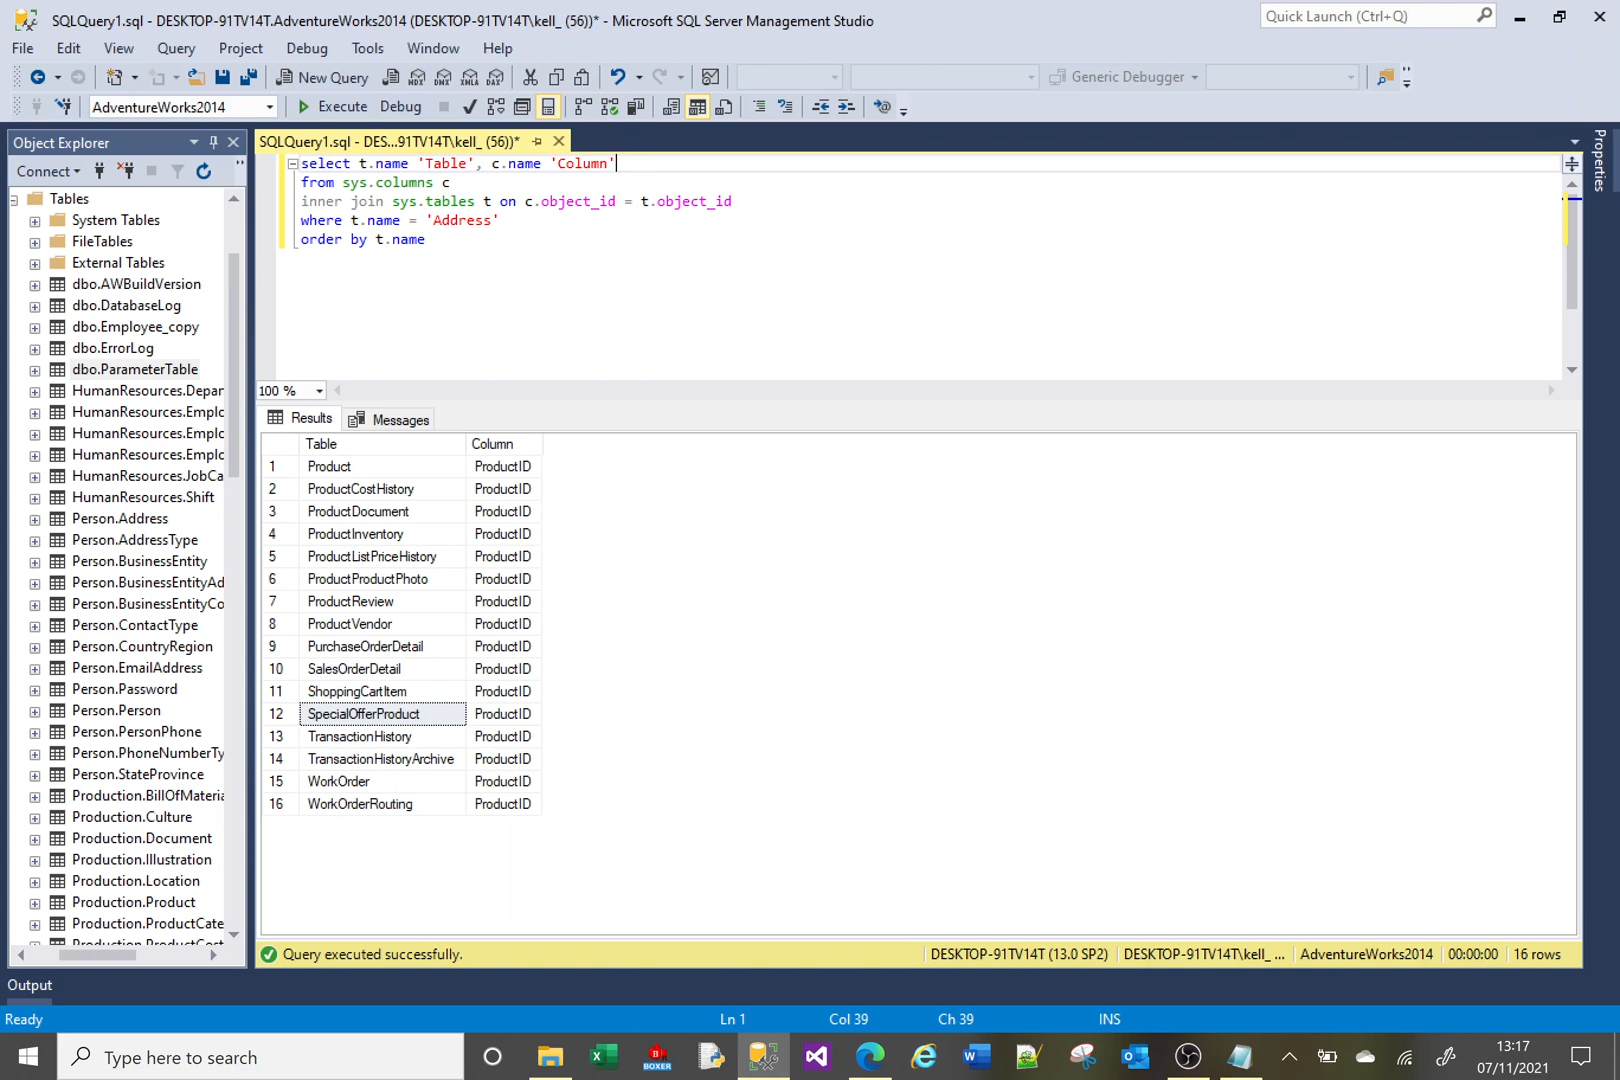 SQLQuery1.sql - DESKTOP-91TV14T.AdventureWorks2014 (DESKTOP-91TV14T\kell_ (56))* - Microsoft SQL Server Management Studio
Quick Launch (Ctrl+Q)
File Edit View Query Project Debug Tools Window Help
New Query MDX DMX XMLA DAX Generic Debugger
AdventureWorks2014 Execute Debug
Object Explorer
SQLQuery1.sql - DES...91TV14T\kell_ (56))*
Properties
Connect
Tables
System Tables
FileTables
External Tables
dbo.AWBuildVersion
dbo.DatabaseLog
dbo.Employee_copy
dbo.ErrorLog
dbo.ParameterTable
HumanResources.Depar
HumanResources.Emplo
HumanResources.Emplo
HumanResources.Emplo
HumanResources.JobCa
HumanResources.Shift
Person.Address
Person.AddressType
Person.BusinessEntity
Person.BusinessEntityAd
Person.BusinessEntityCo
Person.ContactType
Person.CountryRegion
Person.EmailAddress
Person.Password
Person.Person
Person.PersonPhone
Person.PhoneNumberTy
Person.StateProvince
Production.BillOfMateria
Production.Culture
Production.Document
Production.Illustration
Production.Location
Production.Product
Production.ProductCate
Production.ProductCost
select t.name 'Table', c.name 'Column'
from sys.columns c
inner join sys.tables t on c.object_id = t.object_id
where t.name = 'Address'
order by t.name
100 %
Results Messages
Table Column
1 Product ProductID
2 ProductCostHistory ProductID
3 ProductDocument ProductID
4 ProductInventory ProductID
5 ProductListPriceHistory ProductID
6 ProductProductPhoto ProductID
7 ProductReview ProductID
8 ProductVendor ProductID
9 PurchaseOrderDetail ProductID
10 SalesOrderDetail ProductID
11 ShoppingCartItem ProductID
12 SpecialOfferProduct ProductID
13 TransactionHistory ProductID
14 TransactionHistoryArchive ProductID
15 WorkOrder ProductID
16 WorkOrderRouting ProductID
Query executed successfully. DESKTOP-91TV14T (13.0 SP2) DESKTOP-91TV14T\kell_ ... AdventureWorks2014 00:00:00 16 rows
Output
Ready Ln 1 Col 39 Ch 39 INS
Type here to search
BOXER
13:17
07/11/2021